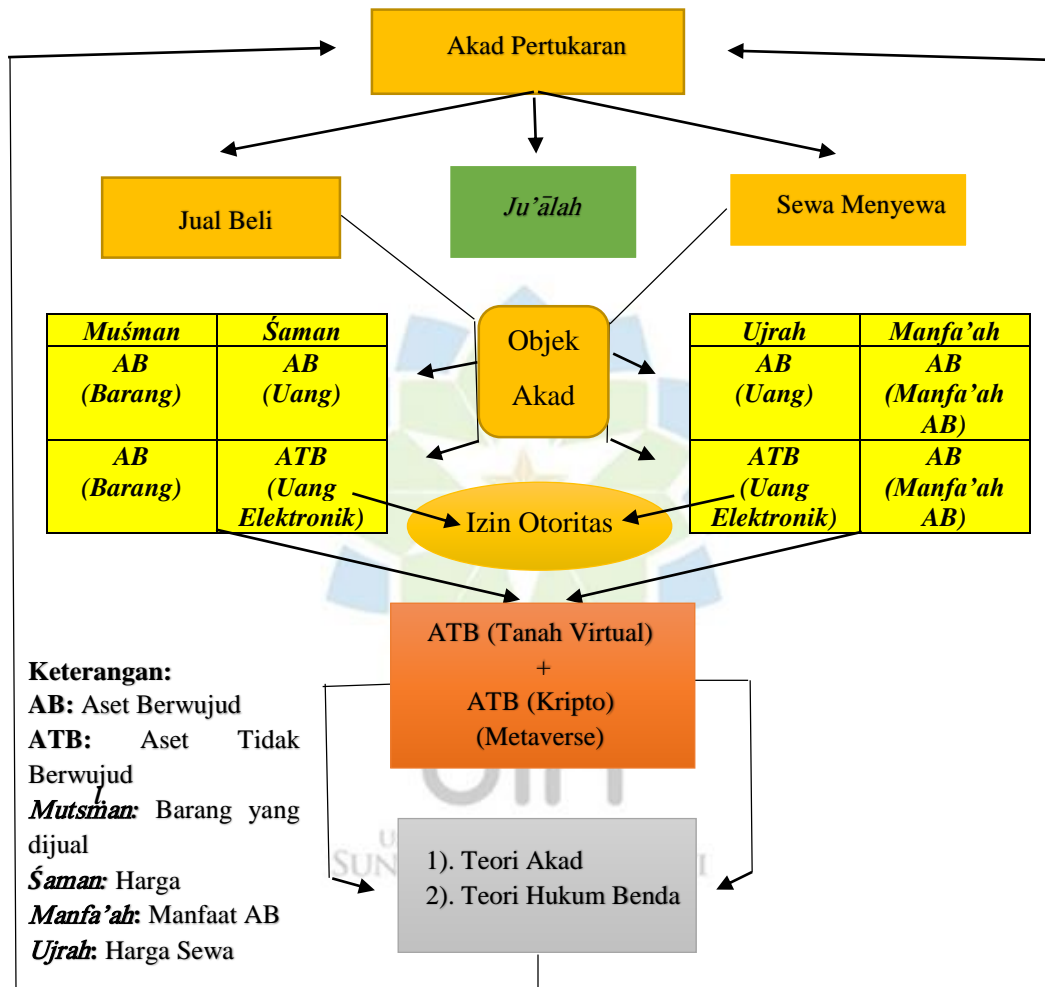 Akad Pertukaran
Jual Beli
Ju’ālah
Sewa Menyewa
Objek
Akad
Muśman Śaman
AB AB
(Barang) (Uang)
AB ATB
(Barang) (Uang
Elektronik)
Ujrah Manfa’ah
AB AB
(Uang) (Manfa’ah
AB)
ATB AB
(Uang (Manfa’ah
Elektronik) AB)
Izin Otoritas
ATB (Tanah Virtual)
+
ATB (Kripto)
(Metaverse)
Keterangan:
AB: Aset Berwujud
ATB: Aset Tidak
Berwujud
Mutsman: Barang yang
dijual
Śaman: Harga
Manfa’ah: Manfaat AB
Ujrah: Harga Sewa
1). Teori Akad
2). Teori Hukum Benda